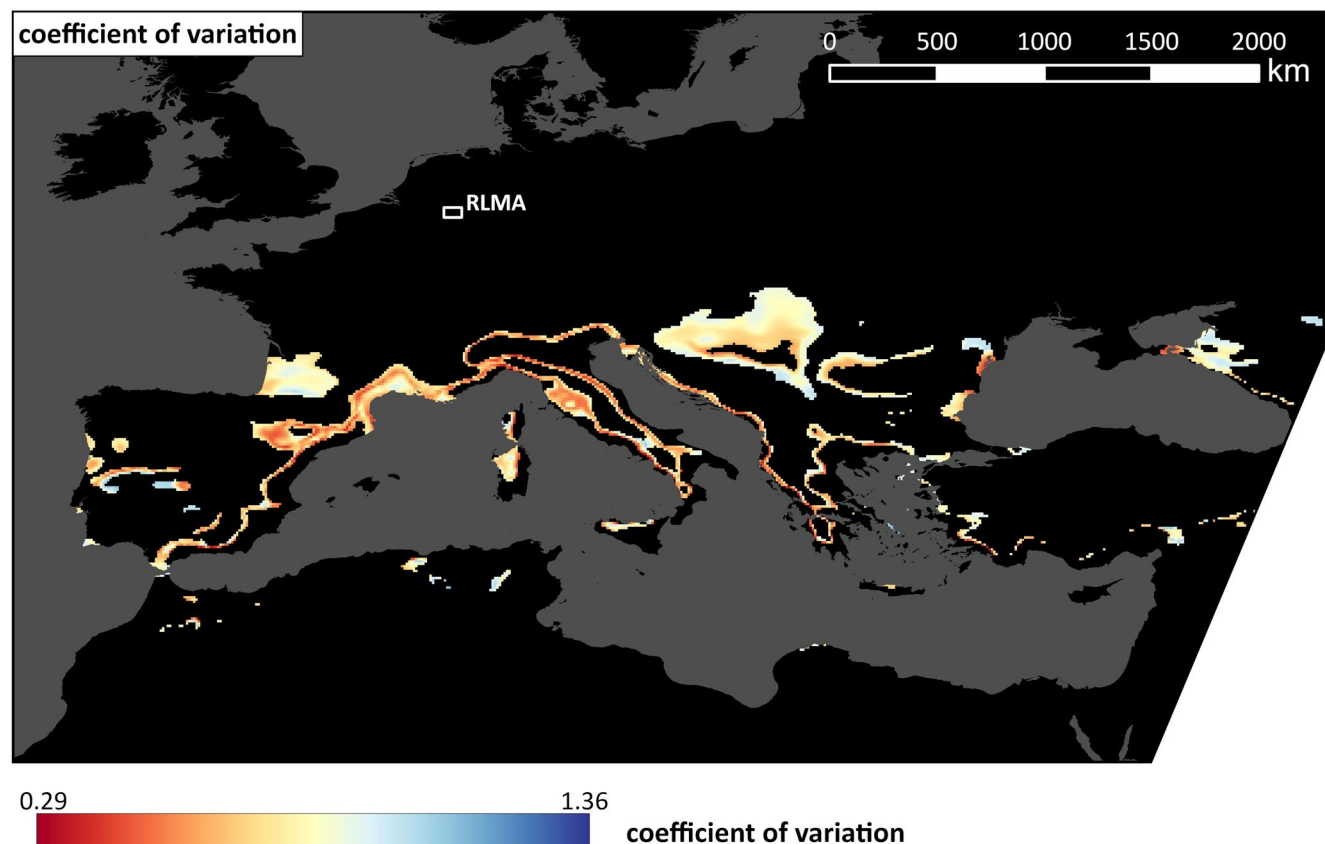 coefficient of variation
0 500 1000 1500 2000
km
RLMA
0.29 1.36
coefficient of variation